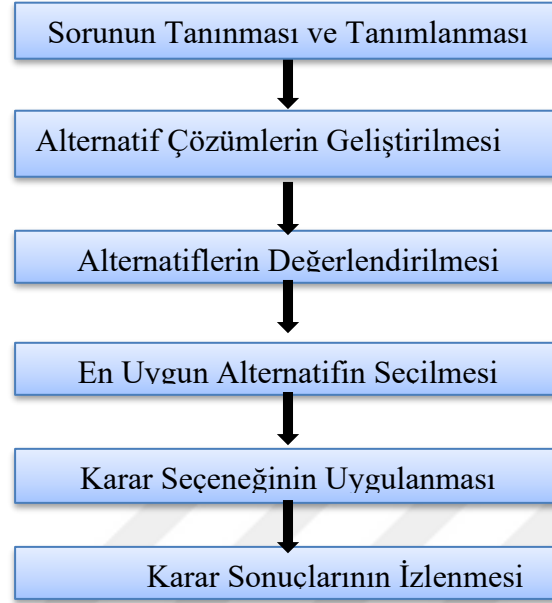 Sorunun Tanınması ve Tanımlanması
Alternatif Çözümlerin Geliştirilmesi
Alternatiflerin Değerlendirilmesi
En Uygun Alternatifin Seçilmesi
Karar Seçeneğinin Uygulanması
Karar Sonuçlarının İzlenmesi